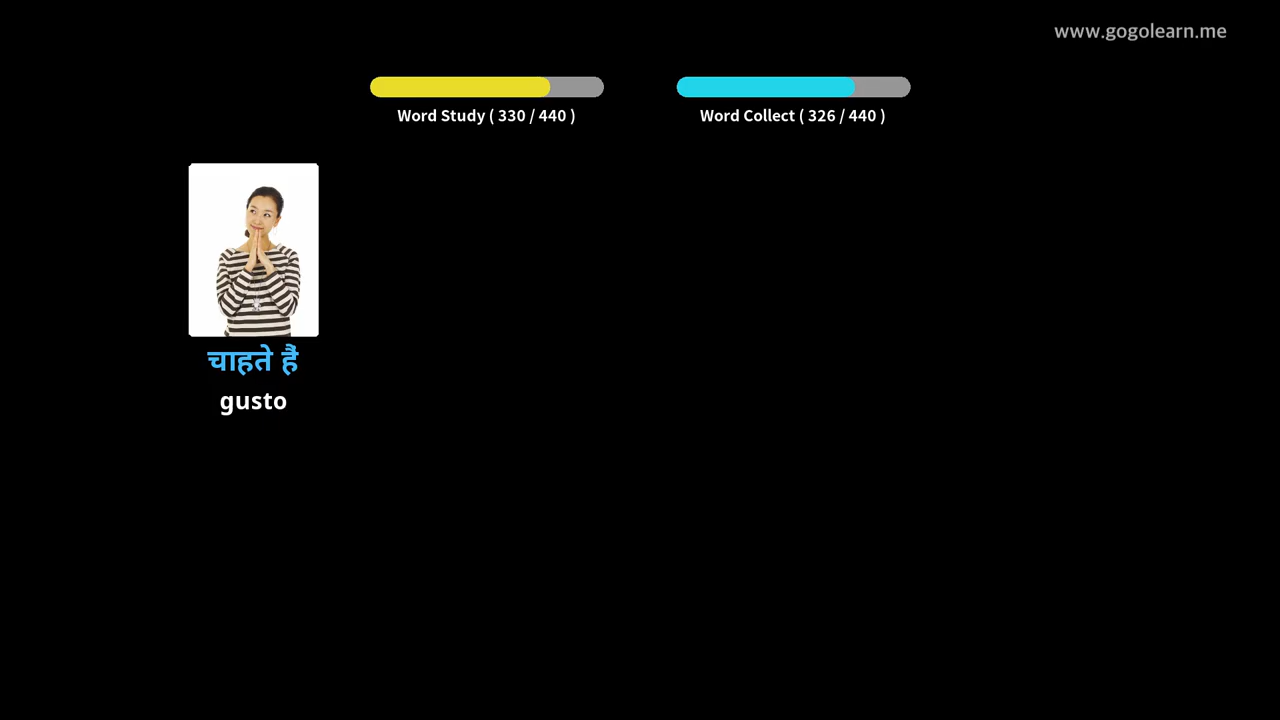 www.gogolearn.me
Word Study ( 330 / 440 )
Word Collect ( 326 / 440 )
चाहते हैं
gusto